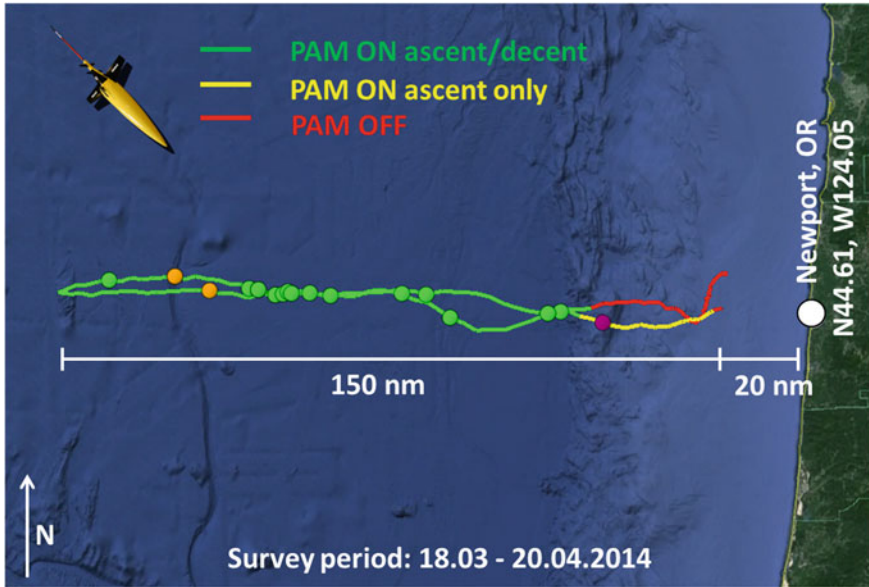 PAM ON ascent/decent
PAM ON ascent only
PAM OFF
Newport, OR
N44.61, W124.05
150 nm
20 nm
N
Survey period: 18.03 - 20.04.2014